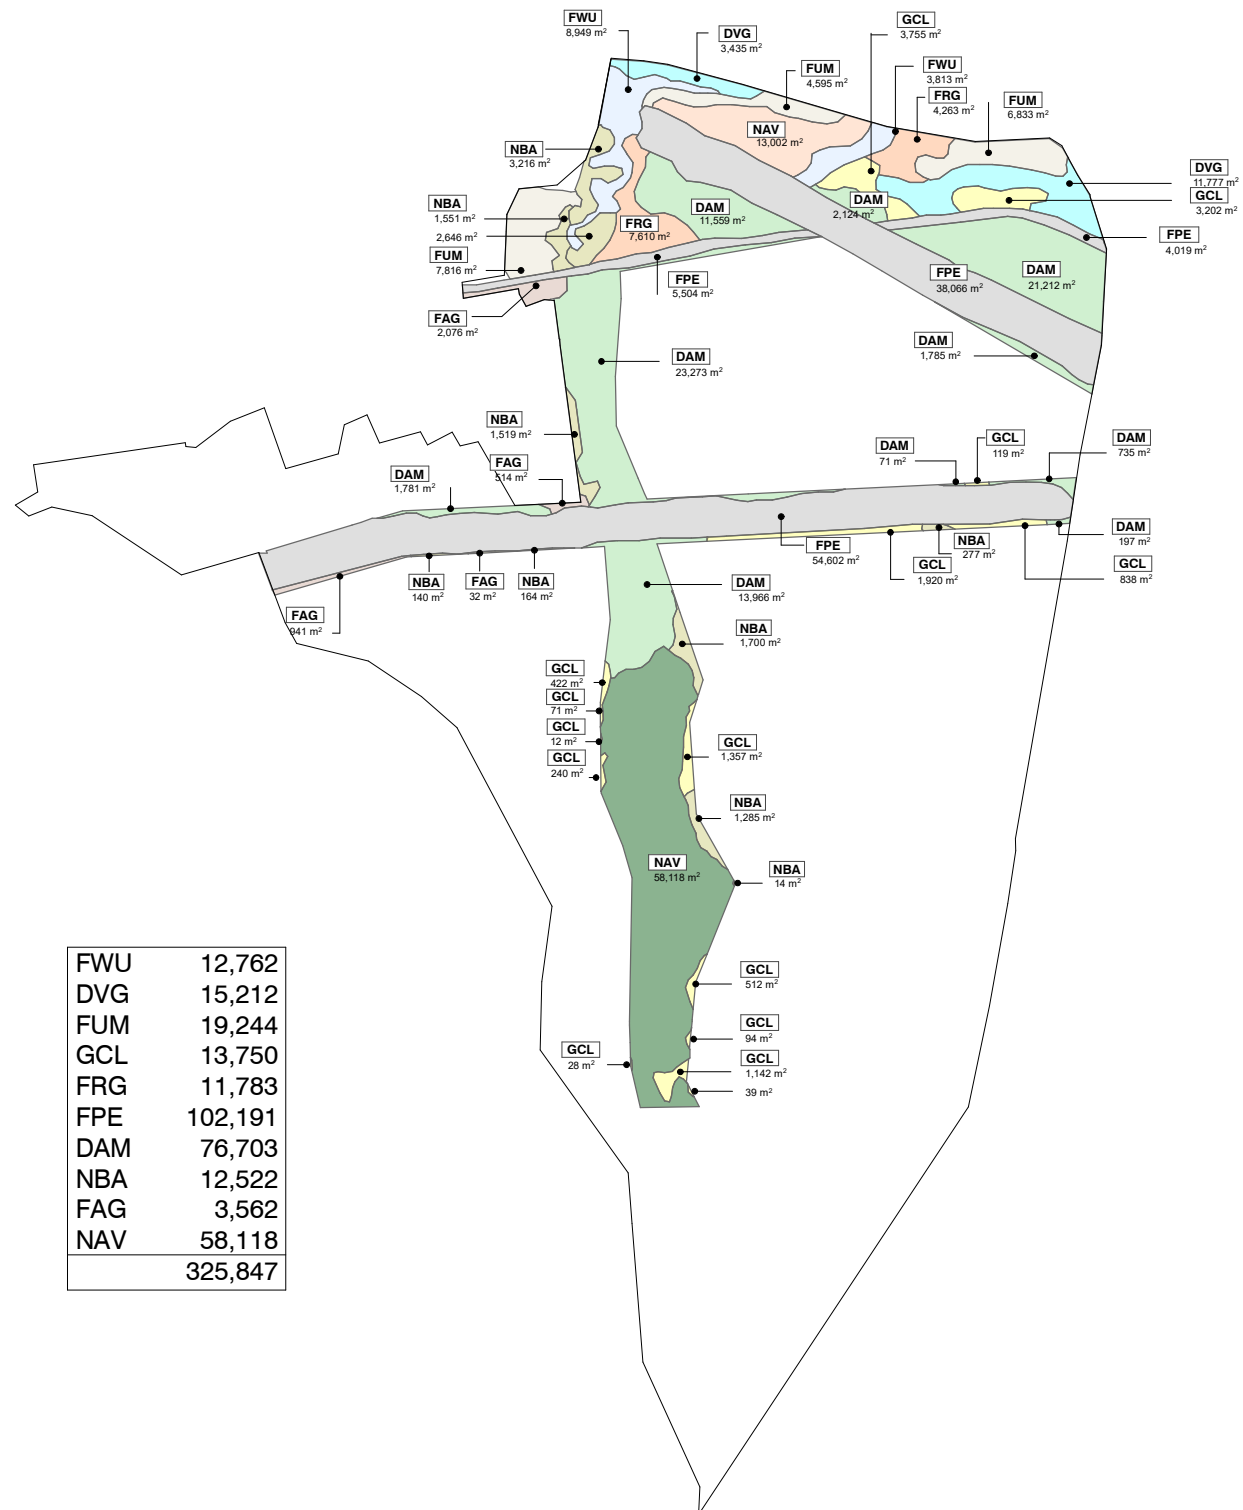 FWU
8,949 m²
DVG
3,435 m²
GCL
3,755 m²
FUM
4,595 m²
FWU
3,813 m²
FRG
4,263 m²
FUM
6,833 m²
NAV
13,002 m²
NBA
3,216 m²
DVG
11,777 m²
GCL
3,202 m²
NBA
1,551 m²
2,646 m²
DAM
11,559 m²
DAM
2,124 m²
FRG
7,610 m²
FPE
4,019 m²
FUM
7,816 m²
FPE
5,504 m²
FPE
38,066 m²
DAM
21,212 m²
FAG
2,076 m²
DAM
1,785 m²
DAM
23,273 m²
NBA
1,519 m²
DAM
71 m²
GCL
119 m²
DAM
735 m²
DAM
1,781 m²
FAG
514 m²
FPE
54,602 m²
NBA
277 m²
DAM
197 m²
GCL
1,920 m²
GCL
838 m²
NBA
140 m²
FAG
32 m²
NBA
164 m²
DAM
13,966 m²
FAG
941 m²
NBA
1,700 m²
GCL
422 m²
GCL
71 m²
GCL
12 m²
GCL
240 m²
GCL
1,357 m²
NBA
1,285 m²
NAV
58,118 m²
NBA
14 m²
GCL
512 m²
GCL
94 m²
GCL
28 m²
GCL
1,142 m²
39 m²
FWU 12,762
DVG 15,212
FUM 19,244
GCL 13,750
FRG 11,783
FPE 102,191
DAM 76,703
NBA 12,522
FAG 3,562
NAV 58,118
325,847